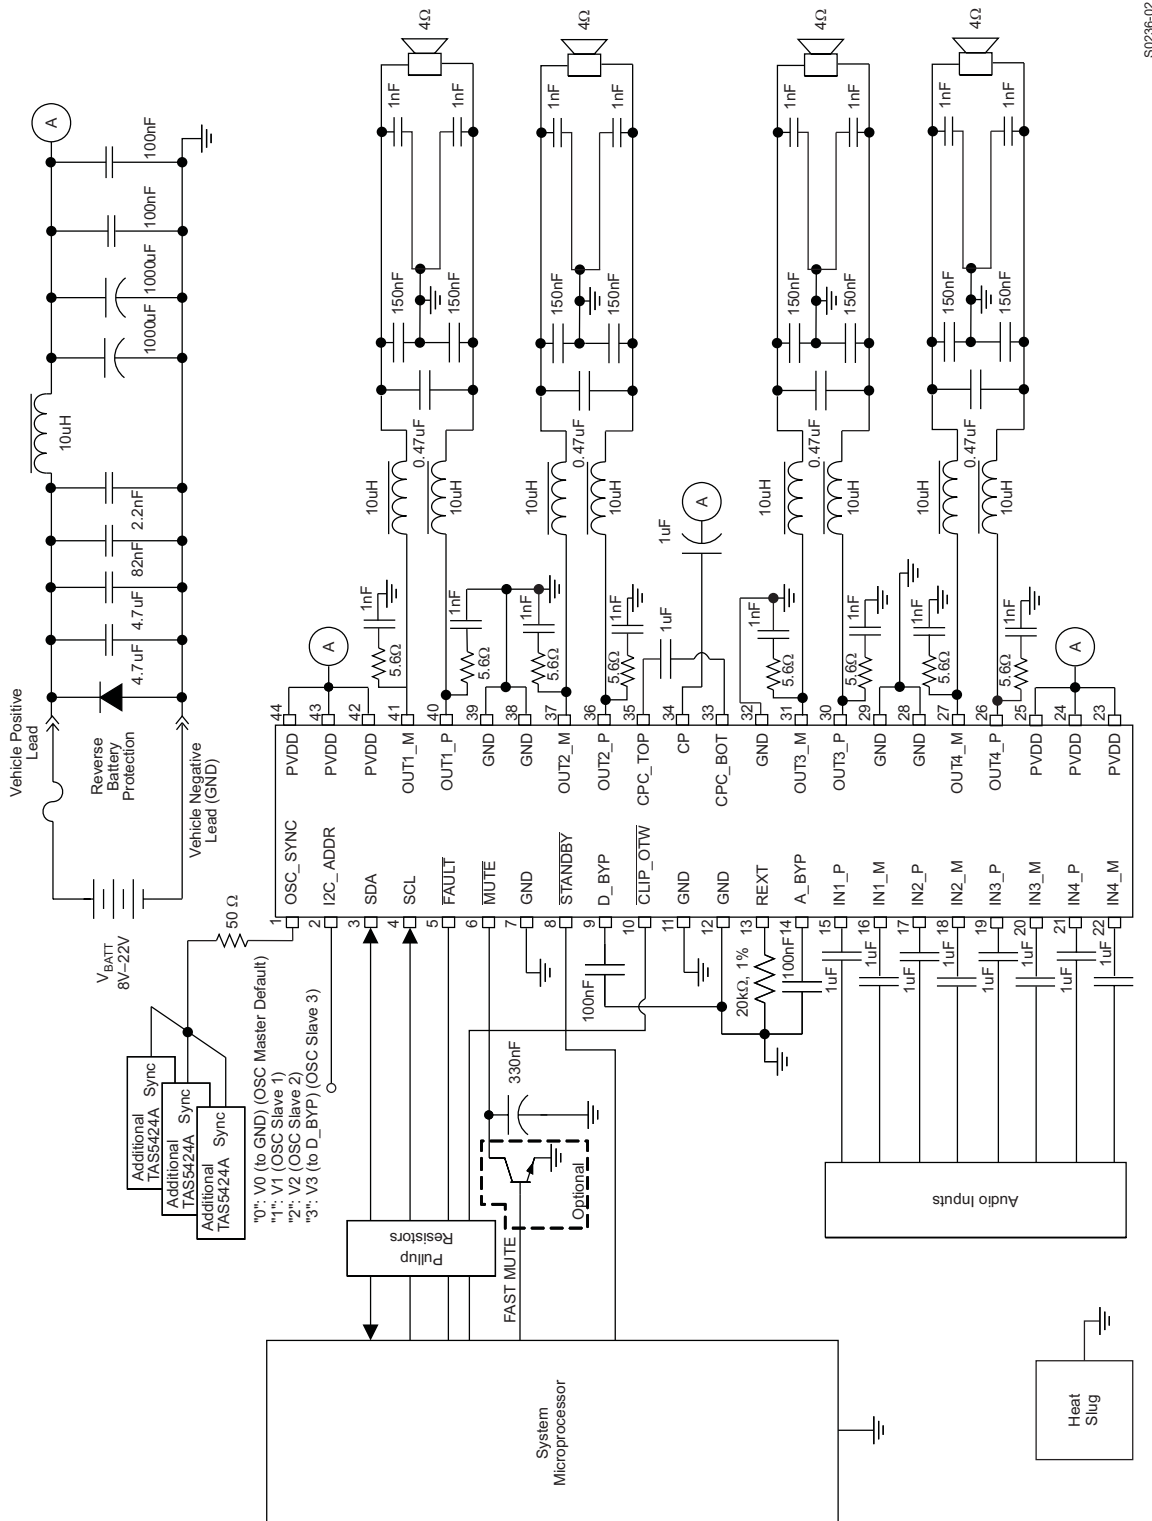 S0236-02
A
100nF
100nF
1000uF
1000uF
10uH
2.2nF
82nF
4.7uF
4.7uF
Vehicle Positive
Lead
Reverse
Battery
Protection
Vehicle Negative
Lead (GND)
V_BATT
8V–22V
50 Ω
Additional
TAS5424A
Sync
Additional
TAS5424A
Sync
Additional
TAS5424A
Sync
"0": V0 (to GND) (OSC Master Default)
"1": V1 (OSC Slave 1)
"2": V2 (OSC Slave 2)
"3": V3 (to D_BYP) (OSC Slave 3)
4Ω
1nF
1nF
150nF
150nF
0.47uF
10uH
10uH
4Ω
1nF
1nF
150nF
150nF
0.47uF
10uH
10uH
4Ω
1nF
1nF
150nF
150nF
0.47uF
10uH
10uH
4Ω
1nF
1nF
150nF
150nF
0.47uF
10uH
10uH
A
1uF
1uF
A
A
1nF
5.6Ω
1nF
5.6Ω
1nF
5.6Ω
1nF
5.6Ω
1nF
5.6Ω
1nF
5.6Ω
1nF
5.6Ω
1nF
5.6Ω
44 PVDD
43 PVDD
42 PVDD
41 OUT1_M
40 OUT1_P
39 GND
38 GND
37 OUT2_M
36 OUT2_P
35 CPC_TOP
34 CP
33 CPC_BOT
32 GND
31 OUT3_M
30 OUT3_P
29 GND
28 GND
27 OUT4_M
26 OUT4_P
25 PVDD
24 PVDD
23 PVDD
1 OSC_SYNC
2 I2C_ADDR
3 SDA
4 SCL
5 FAULT
6 MUTE
7 GND
8 STANDBY
9 D_BYP
10 CLIP_OTW
11 GND
12 GND
13 REXT
14 A_BYP
15 IN1_P
16 IN1_M
17 IN2_P
18 IN2_M
19 IN3_P
20 IN3_M
21 IN4_P
22 IN4_M
100nF
20kΩ, 1%
100nF
1uF
1uF
1uF
1uF
1uF
1uF
1uF
1uF
330nF
Optional
FAST MUTE
Pullup
Resistors
Audio Inputs
System
Microprocessor
Heat
Slug